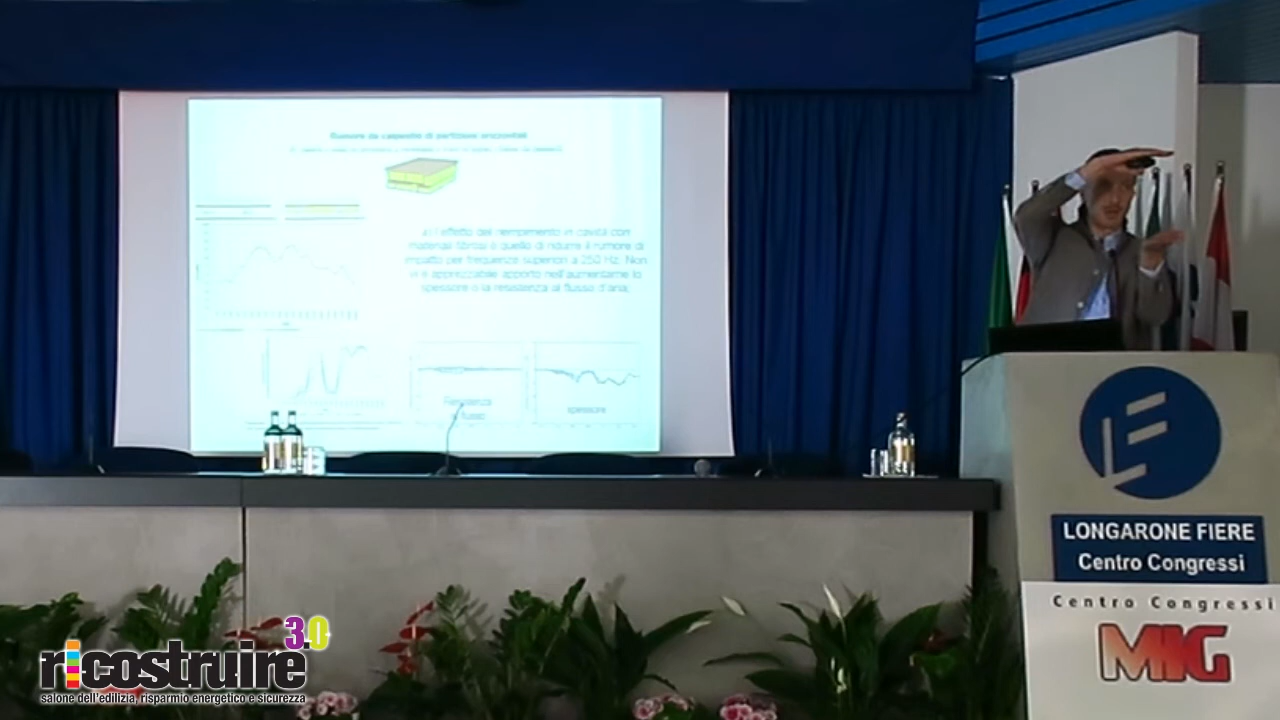 Rumore da calpestio di partizioni orizzontali
a) l'effetto del riempimento in cavità con
materiali fibrosi è quello di ridurre il rumore di
impatto per frequenze superiori a 250 Hz. Non
vi è apprezzabile apporto nell'aumentarne lo
spessore o la resistenza al flusso d'aria.
Resistenza
flusso
spessore
LONGARONE FIERE
Centro Congressi
Centro Congressi
MIG
ricostruire 3.0
salone dell'edilizia, risparmio energetico e sicurezza